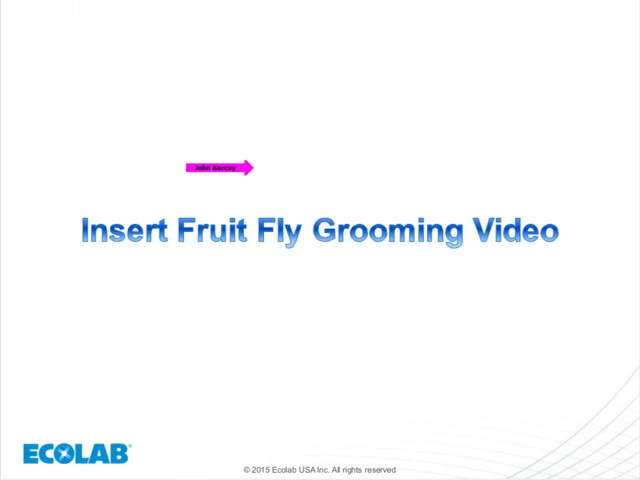 John Barcay
Insert Fruit Fly Grooming Video
ECOLAB®
© 2015 Ecolab USA Inc. All rights reserved